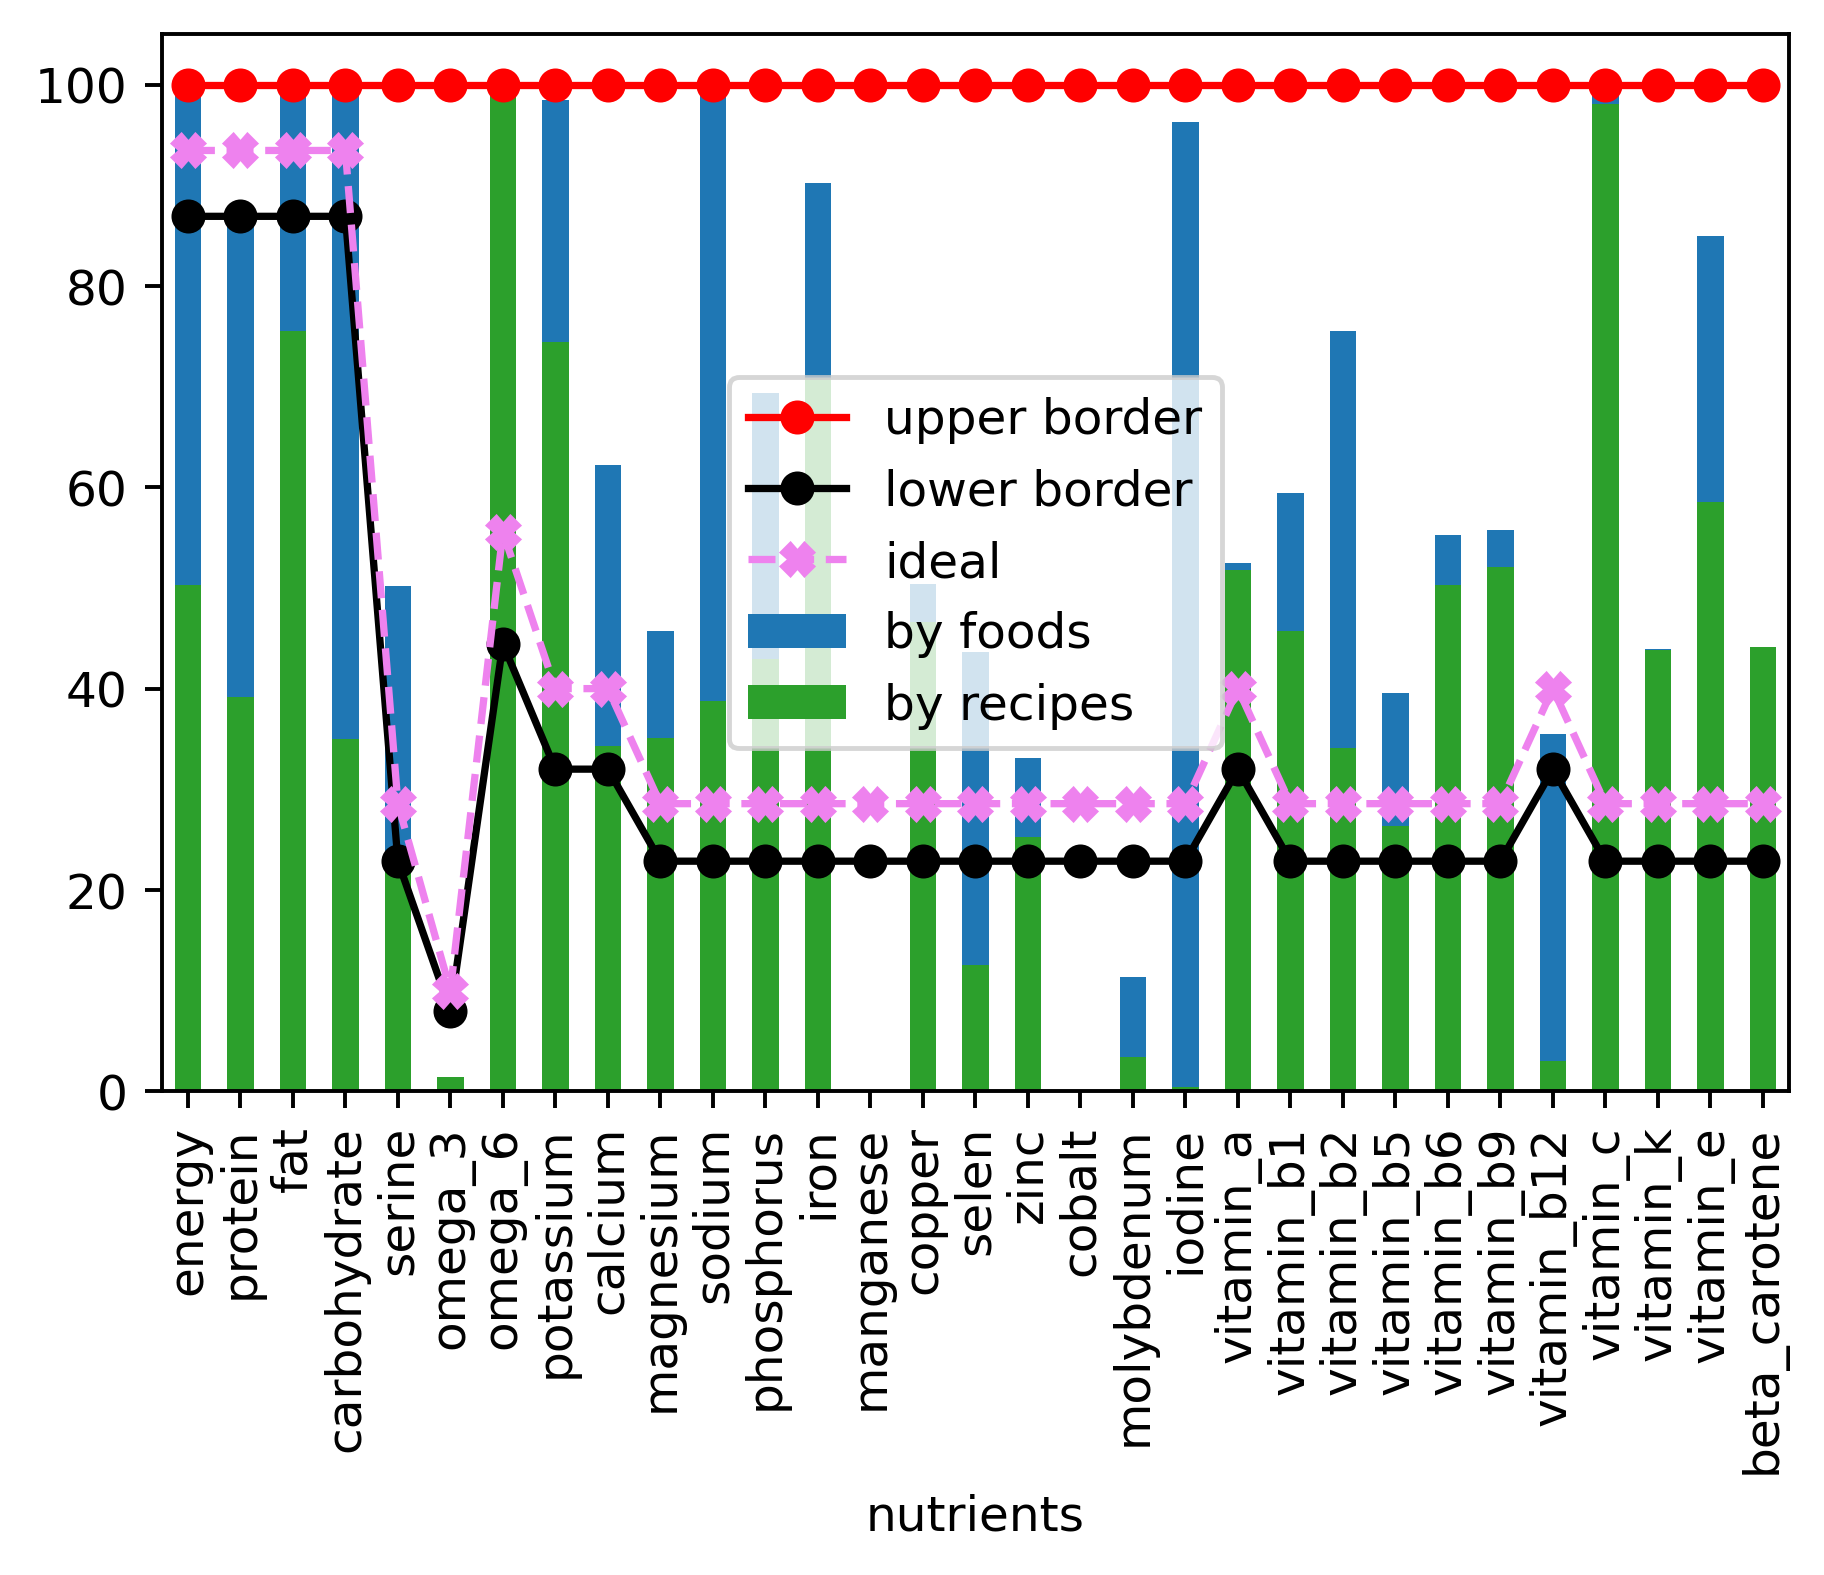 100
80
60
40
20
0
upper border
lower border
ideal
by foods
by recipes
energy
protein
fat
carbohydrate
serine
omega_3
omega_6
potassium
calcium
magnesium
sodium
phosphorus
iron
manganese
copper
selen
zinc
cobalt
molybdenum
iodine
vitamin_a
vitamin_b1
vitamin_b2
vitamin_b5
vitamin_b6
vitamin_b9
vitamin_b12
vitamin_c
vitamin_k
vitamin_e
beta_carotene
nutrients